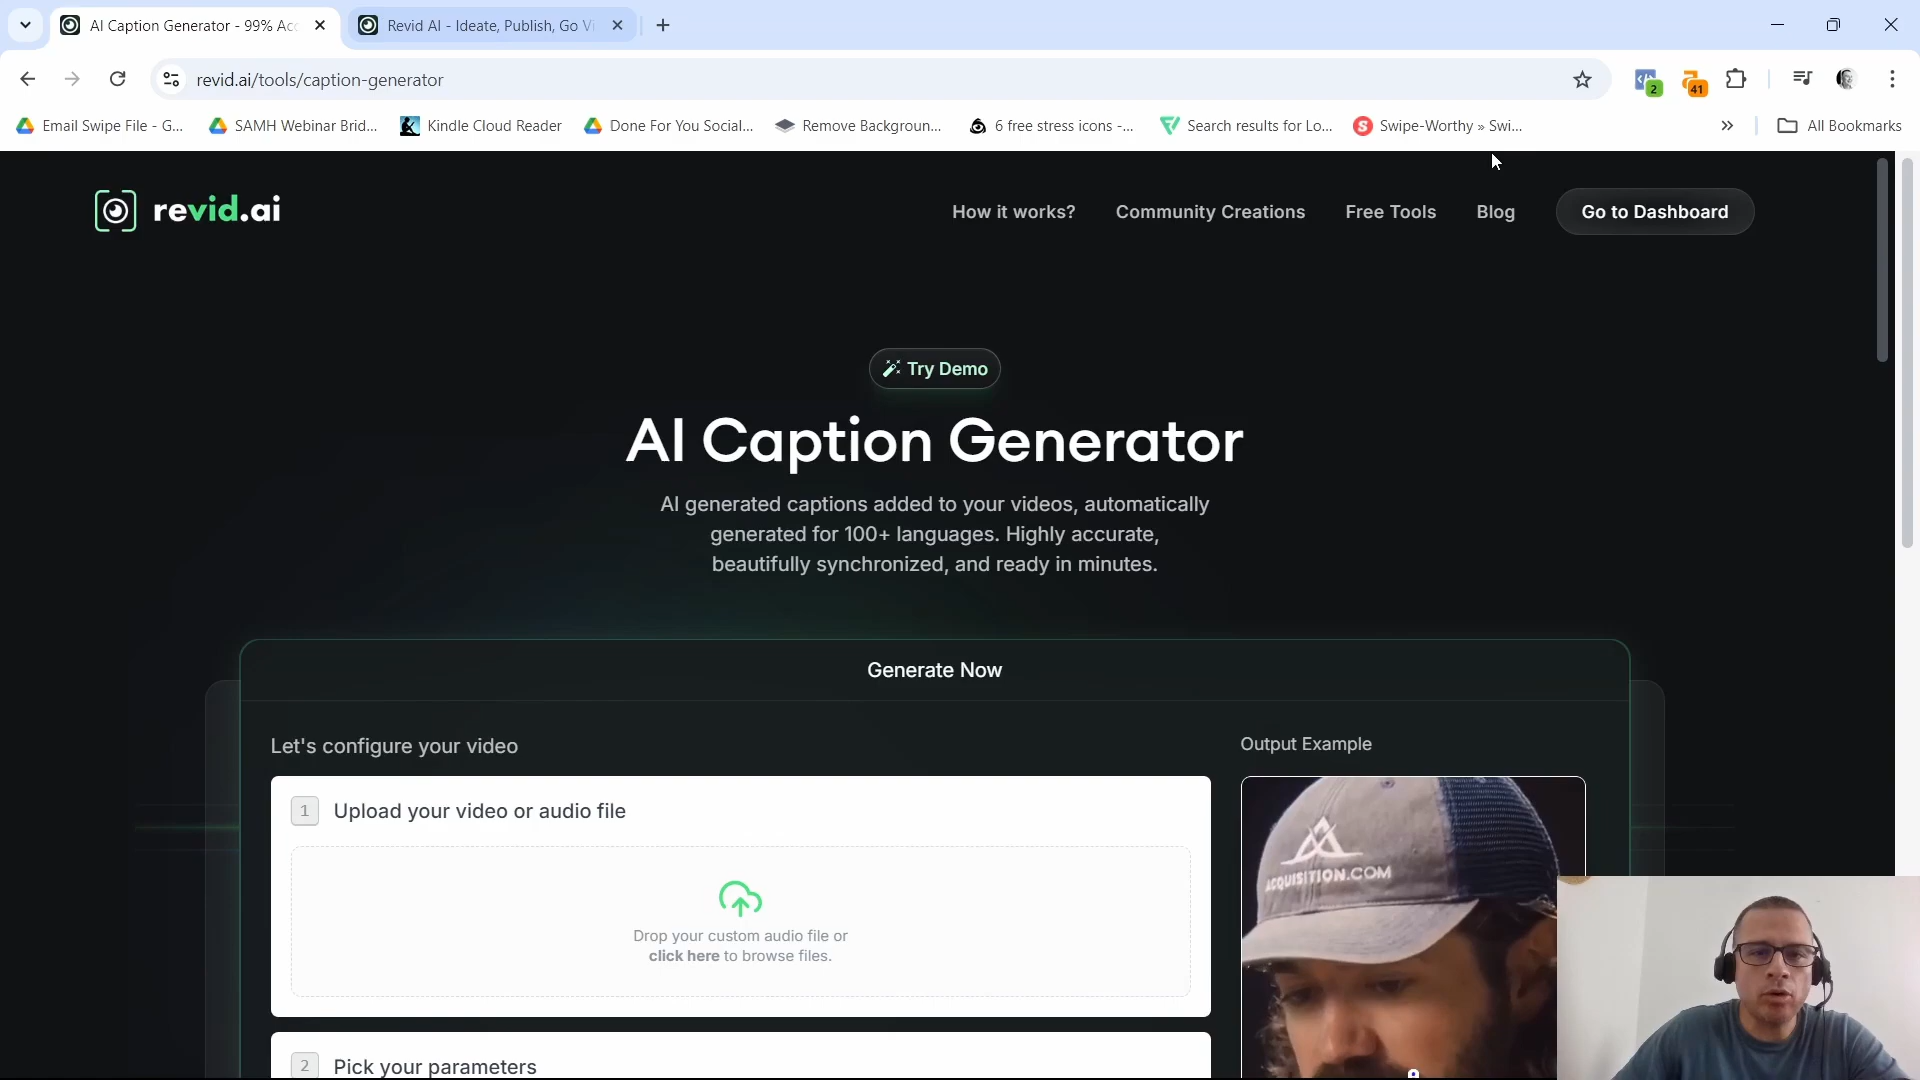 AI Caption Generator - 99% Acc
Revid AI - Ideate, Publish, Go Vi
revid.ai/tools/caption-generator
2
41
Email Swipe File - G...
SAMH Webinar Brid...
Kindle Cloud Reader
Done For You Social...
Remove Backgroun...
6 free stress icons -...
Search results for Lo...
Swipe-Worthy » Swi...
All Bookmarks
revid.ai
How it works?
Community Creations
Free Tools
Blog
Go to Dashboard
Try Demo
AI Caption Generator
AI generated captions added to your videos, automatically
generated for 100+ languages. Highly accurate,
beautifully synchronized, and ready in minutes.
Generate Now
Let's configure your video
Output Example
1 Upload your video or audio file
Drop your custom audio file or
click here to browse files.
ACQUISITION.COM
2 Pick your parameters